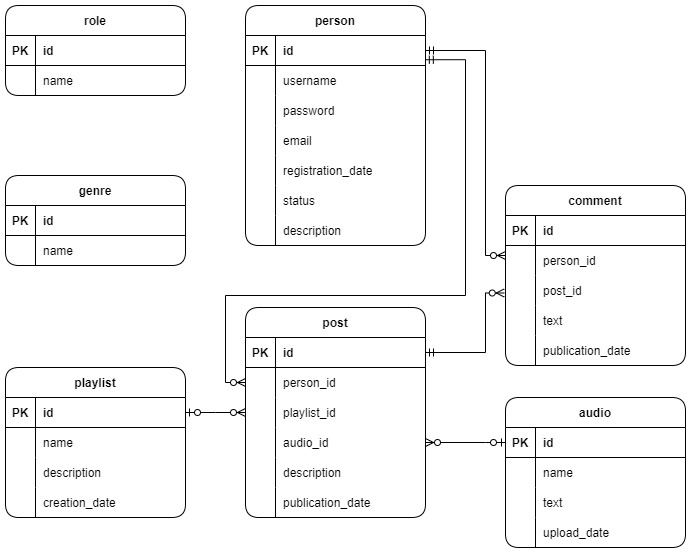 role
PK id
name
person
PK id
username
password
email
registration_date
status
description
genre
PK id
name
comment
PK id
person_id
post_id
text
publication_date
post
PK id
person_id
playlist_id
audio_id
description
publication_date
playlist
PK id
name
description
creation_date
audio
PK id
name
text
upload_date